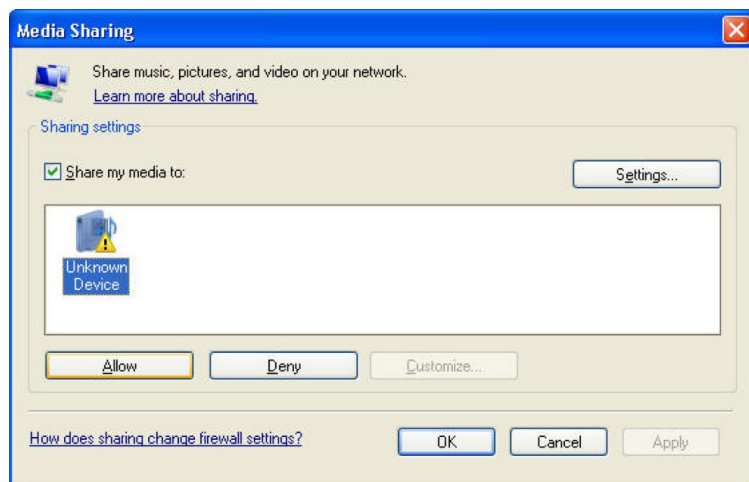 Media Sharing
Share music, pictures, and video on your network.
Learn more about sharing.
Sharing settings
Share my media to:
Settings...
Unknown
Device
Allow
Deny
Customize...
How does sharing change firewall settings?
OK
Cancel
Apply